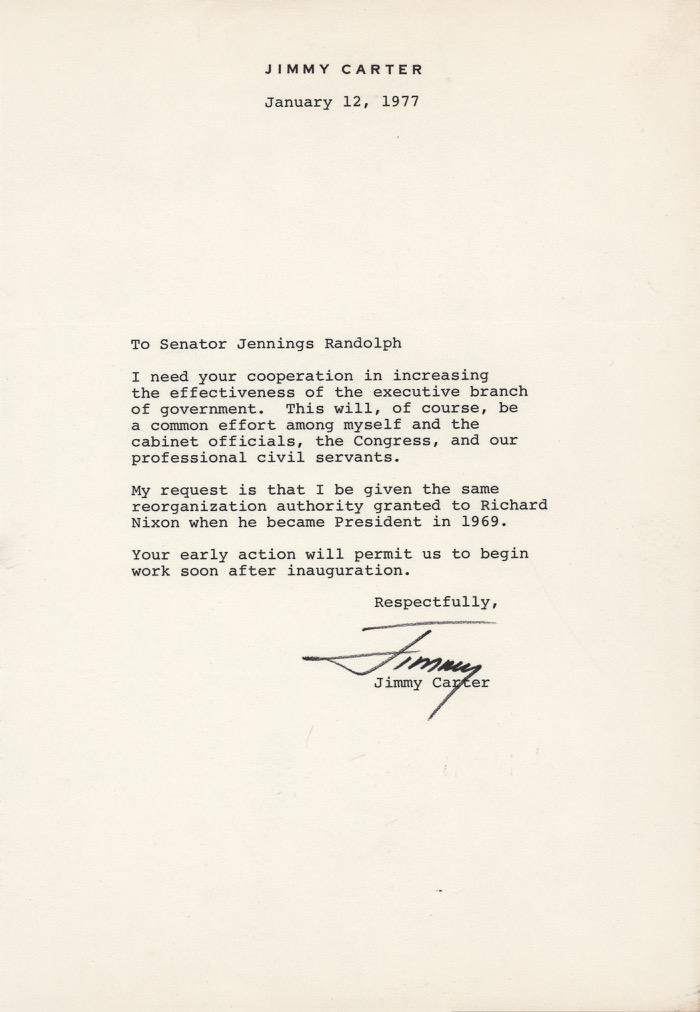 JIMMY CARTER
January 12, 1977
To Senator Jennings Randolph
I need your cooperation in increasing
the effectiveness of the executive branch
of government.  This will, of course, be
a common effort among myself and the
cabinet officials, the Congress, and our
professional civil servants.
My request is that I be given the same
reorganization authority granted to Richard
Nixon when he became President in 1969.
Your early action will permit us to begin
work soon after inauguration.
Respectfully,
Jimmy
Jimmy Carter